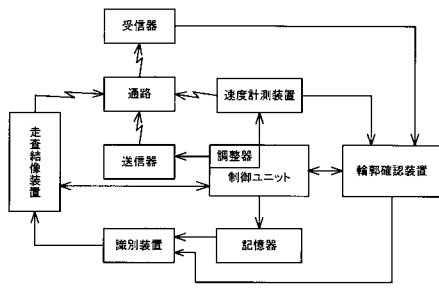 受信器
通路
速度計測装置
走査結像装置
送信器
調整器
制御ユニット
輪郭確認装置
識別装置
記憶器